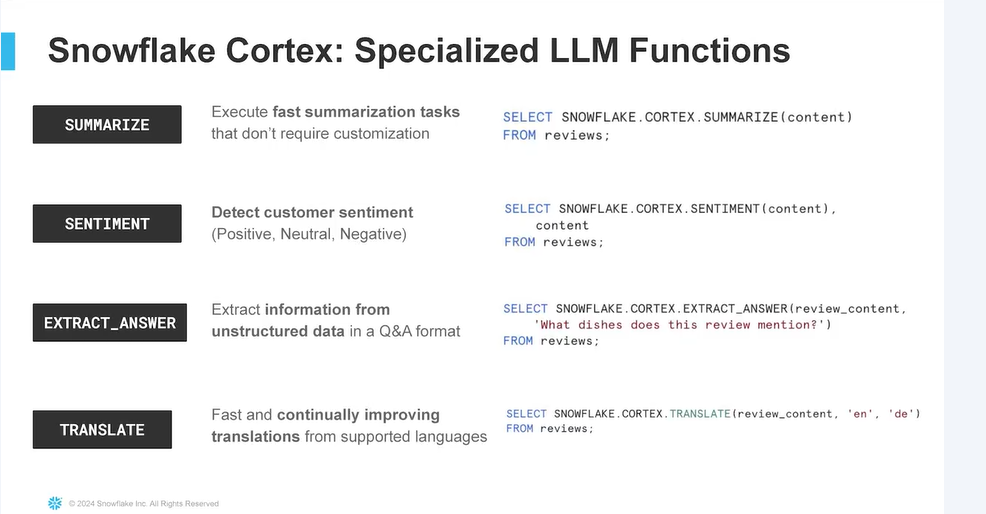 Snowflake Cortex: Specialized LLM Functions
SUMMARIZE
Execute fast summarization tasks
that don't require customization
SELECT SNOWFLAKE.CORTEX.SUMMARIZE(content)
FROM reviews;
SENTIMENT
Detect customer sentiment
(Positive, Neutral, Negative)
SELECT SNOWFLAKE.CORTEX.SENTIMENT(content),
content
FROM reviews;
EXTRACT_ANSWER
Extract information from
unstructured data in a Q&A format
SELECT SNOWFLAKE.CORTEX.EXTRACT_ANSWER(review_content,
'What dishes does this review mention?')
FROM reviews;
TRANSLATE
Fast and continually improving
translations from supported languages
SELECT SNOWFLAKE.CORTEX.TRANSLATE(review_content, 'en', 'de')
FROM reviews;
© 2024 Snowflake Inc. All Rights Reserved